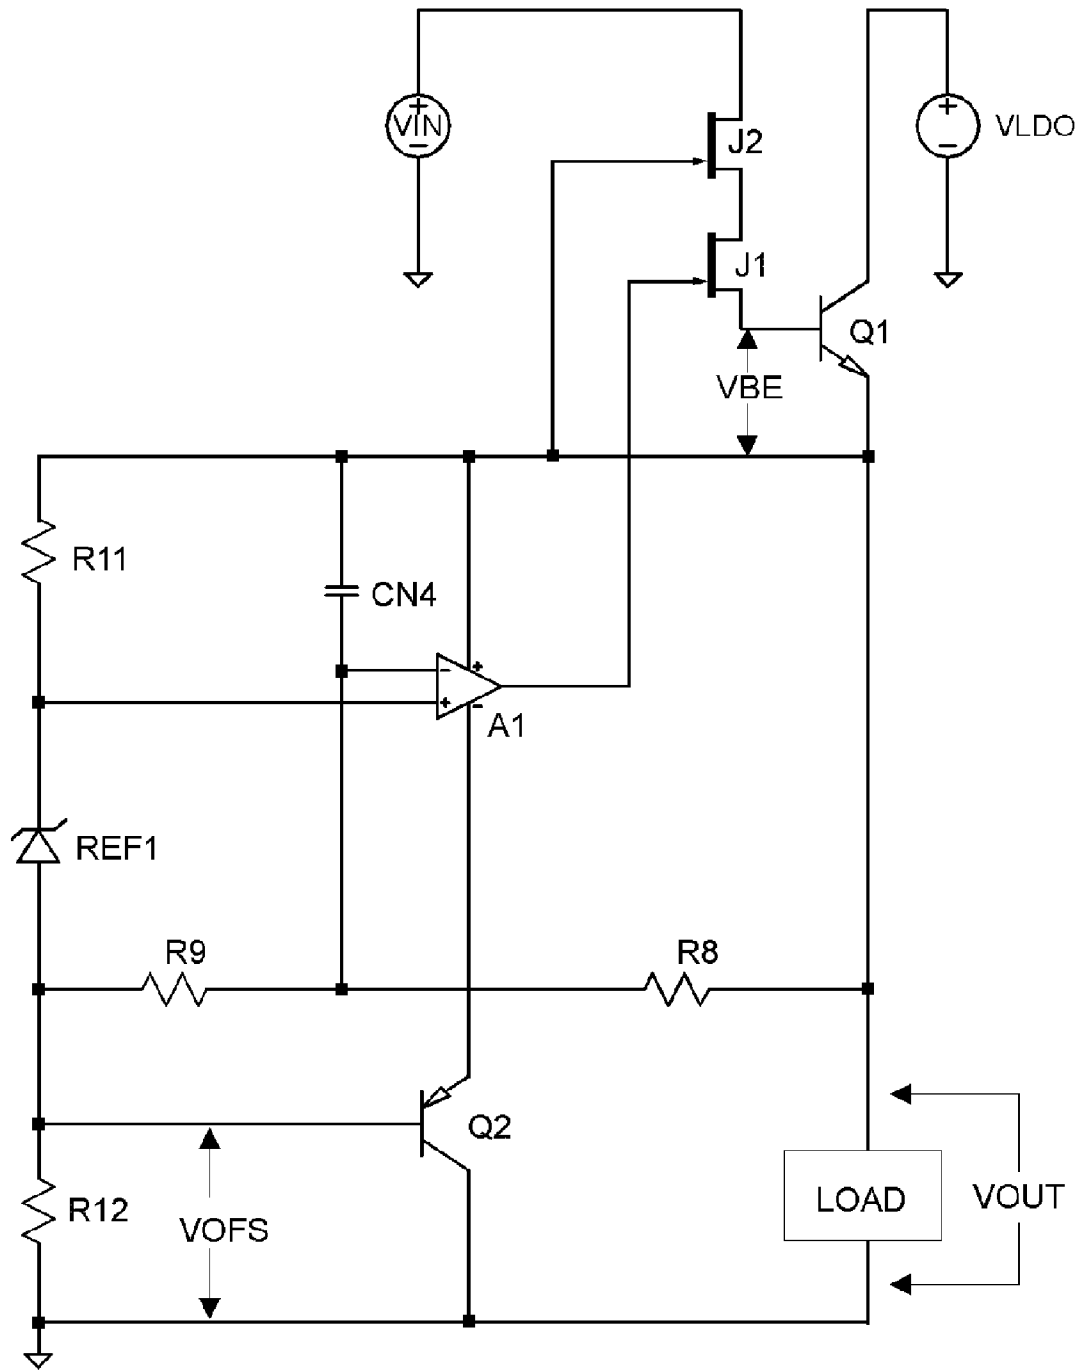 VIN
+
−
J2
+
−
VLDO
J1
Q1
VBE
R11
CN4
−
+
+
−
A1
REF1
R9
R8
Q2
R12
VOFS
LOAD
VOUT